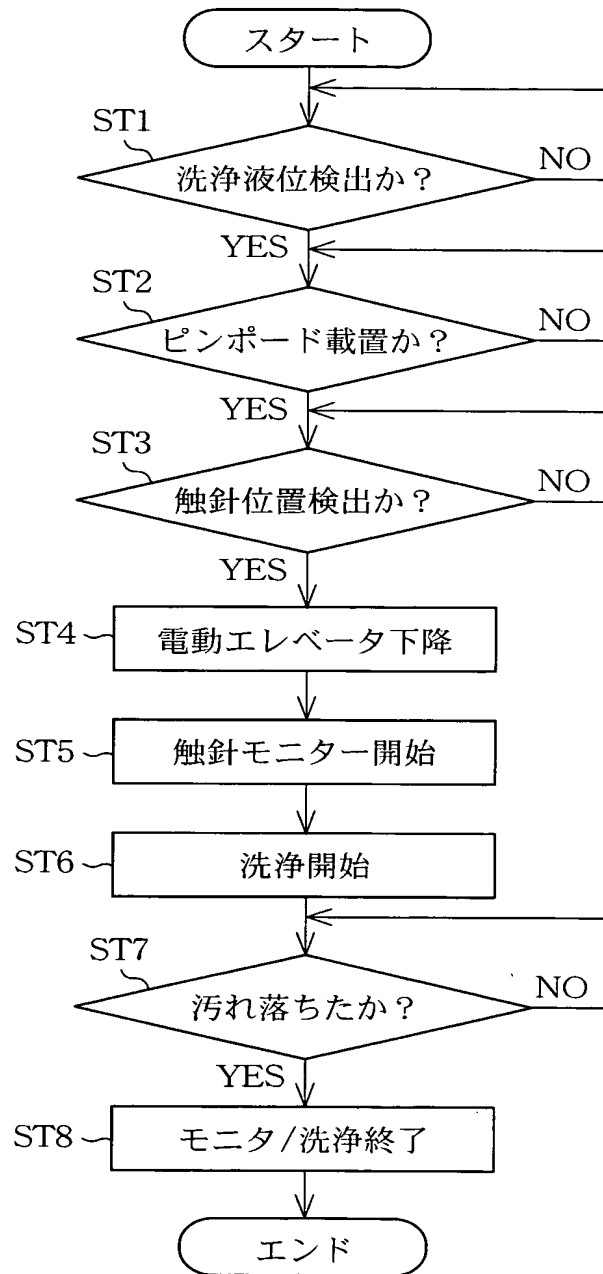 スタート
ST1
洗浄液位検出か？
NO
YES
ST2
ピンポード載置か？
NO
YES
ST3
触針位置検出か？
NO
YES
ST4
電動エレベータ下降
ST5
触針モニター開始
ST6
洗浄開始
ST7
汚れ落ちたか？
NO
YES
ST8
モニタ/洗浄終了
エンド